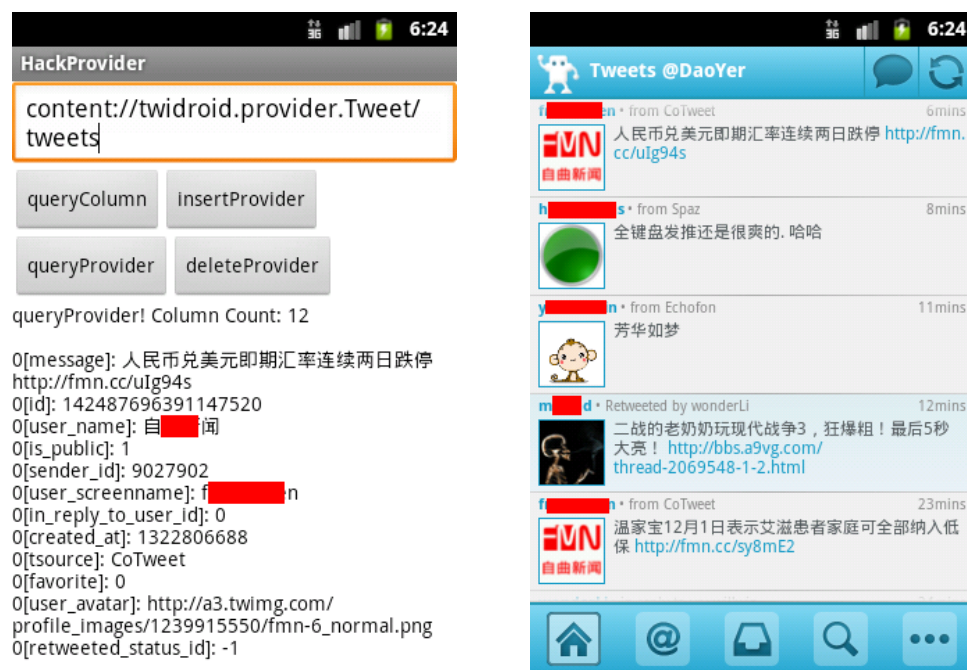 6:24
HackProvider
content://twidroid.provider.Tweet/
tweets
queryColumn
insertProvider
queryProvider
deleteProvider
queryProvider! Column Count: 12
0[message]: 人民币兑美元即期汇率连续两日跌停
http://fmn.cc/uIg94s
0[id]: 142487696391147520
0[user_name]: 自 闻
0[is_public]: 1
0[sender_id]: 9027902
0[user_screenname]: f n
0[in_reply_to_user_id]: 0
0[created_at]: 1322806688
0[tsource]: CoTweet
0[favorite]: 0
0[user_avatar]: http://a3.twimg.com/
profile_images/1239915550/fmn-6_normal.png
0[retweeted_status_id]: -1
3G 6:24
Tweets @DaoYer
f en • from CoTweet 6mins
人民币兑美元即期汇率连续两日跌停 http://fmn.
cc/uIg94s
FMN
自曲新闻
h s • from Spaz 8mins
全键盘发推还是很爽的. 哈哈
y n • from Echofon 11mins
芳华如梦
m d • Retweeted by wonderLi 12mins
二战的老奶奶玩现代战争3，狂爆粗！最后5秒
大亮！ http://bbs.a9vg.com/
thread-2069548-1-2.html
f n • from CoTweet 23mins
温家宝12月1日表示艾滋患者家庭可全部纳入低
保 http://fmn.cc/sy8mE2
FMN
自曲新闻